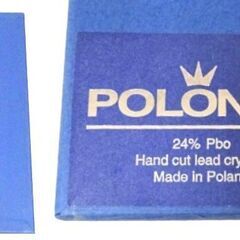 POLON
24% Pbo
Hand cut lead cry
Made in Polan